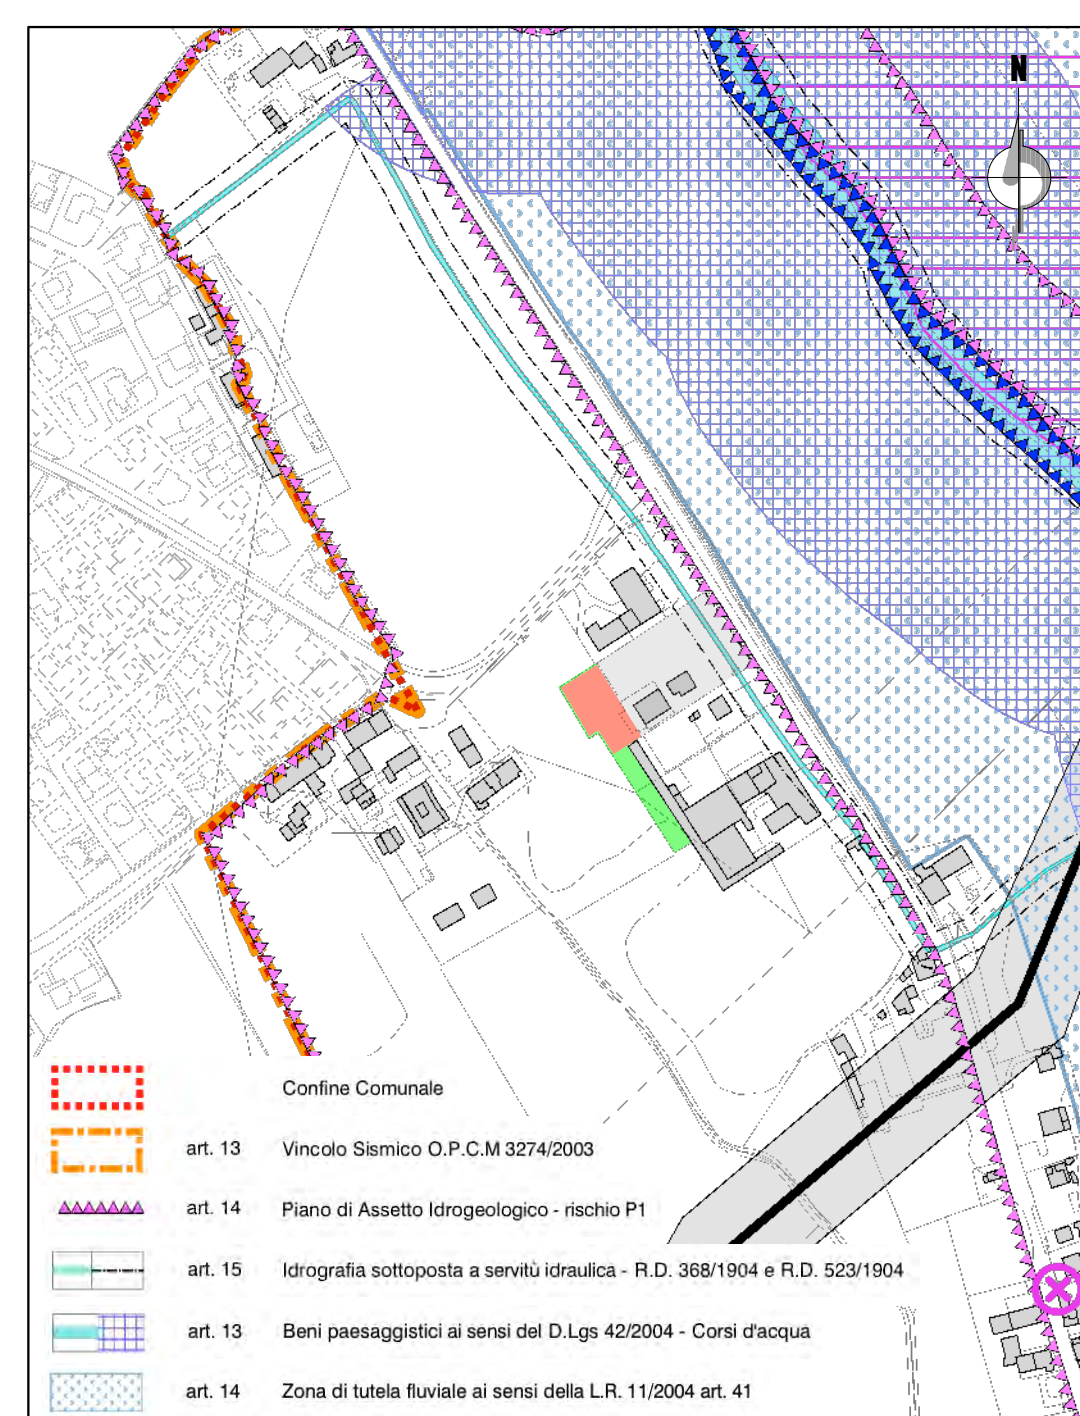 N
Confine Comunale
art. 13 Vincolo Sismico O.P.C.M 3274/2003
art. 14 Piano di Assetto Idrogeologico - rischio P1
art. 15 Idrografia sottoposta a servitù idraulica - R.D. 368/1904 e R.D. 523/1904
art. 13 Beni paesaggistici ai sensi del D.Lgs 42/2004 - Corsi d'acqua
art. 14 Zona di tutela fluviale ai sensi della L.R. 11/2004 art. 41